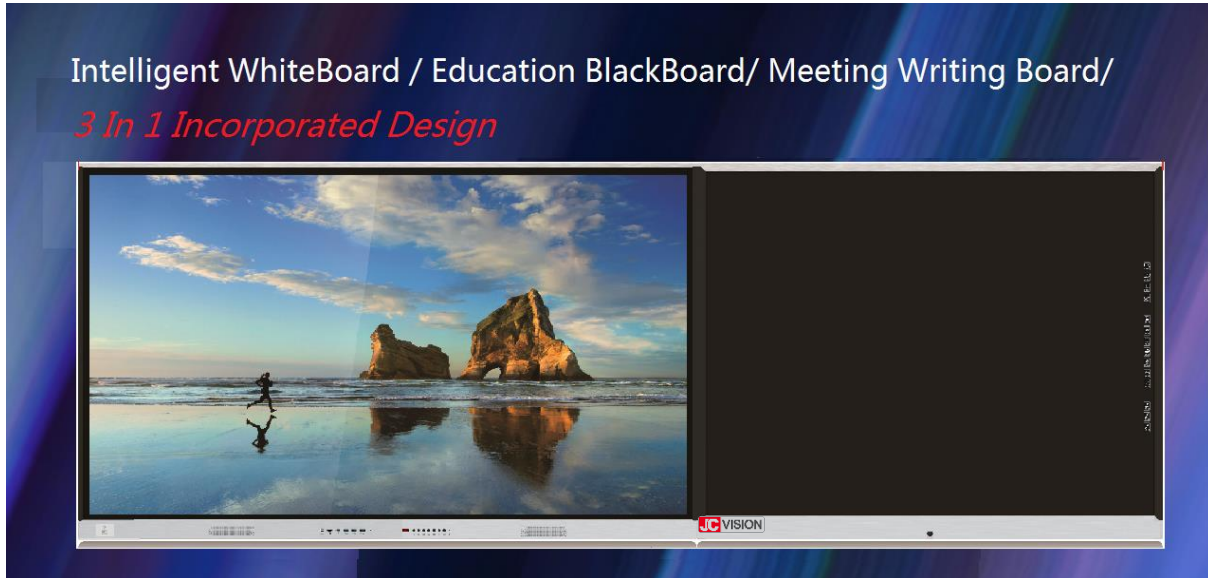 Intelligent WhiteBoard / Education BlackBoard/ Meeting Writing Board/
3 In 1 Incorporated Design
JC VISION